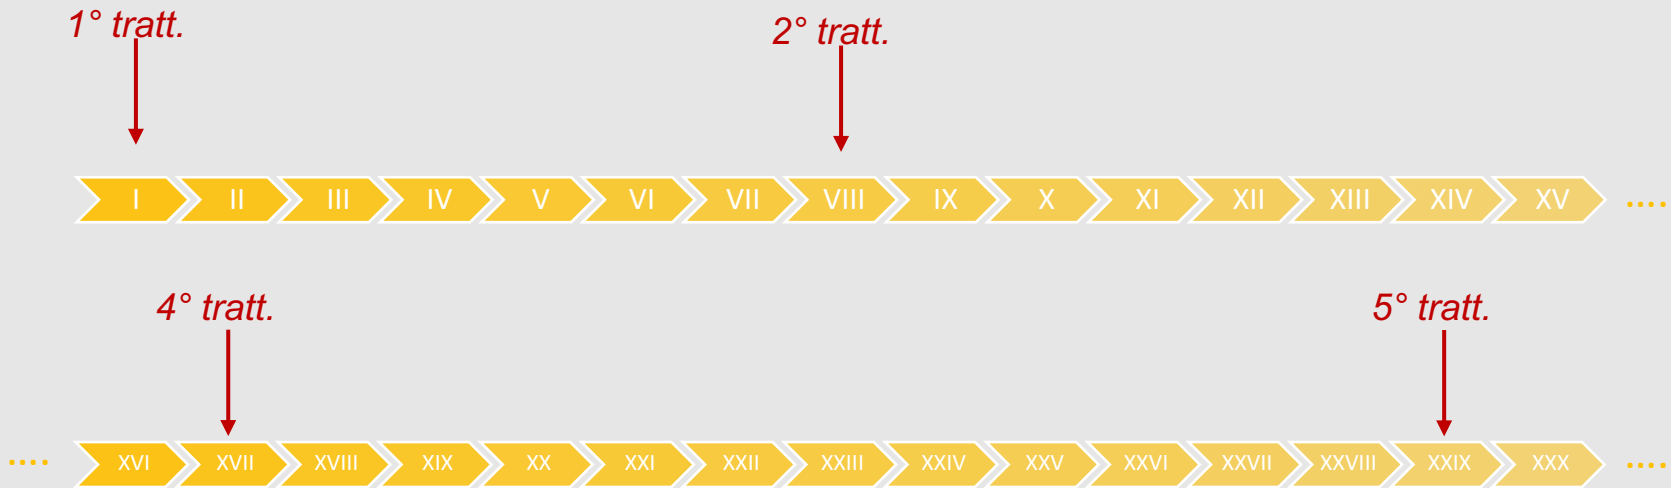 1° tratt. 2° tratt.
I II III IV V VI VII VIII IX X XI XII XIII XIV XV ....
4° tratt. 5° tratt.
.... XVI XVII XVIII XIX XX XXI XXII XXIII XXIV XXV XXVI XXVII XXVIII XXIX XXX ....